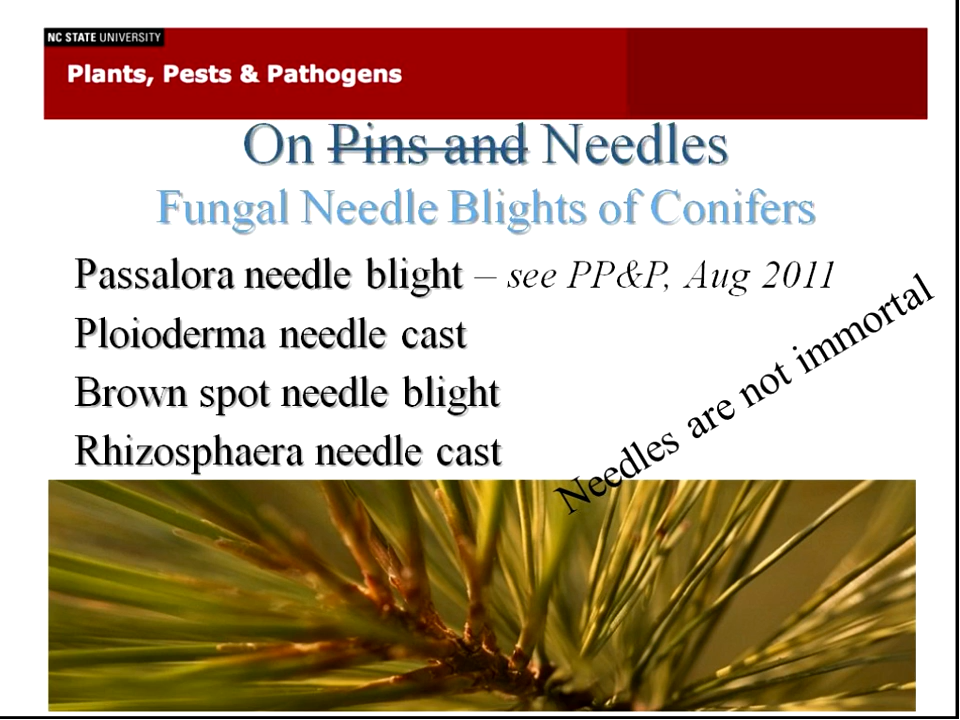 NC STATE UNIVERSITY
Plants, Pests & Pathogens
On Pins and Needles
Fungal Needle Blights of Conifers
Passalora needle blight – see PP&P, Aug 2011
Ploioderma needle cast
Brown spot needle blight
Rhizosphaera needle cast
Needles are not immortal